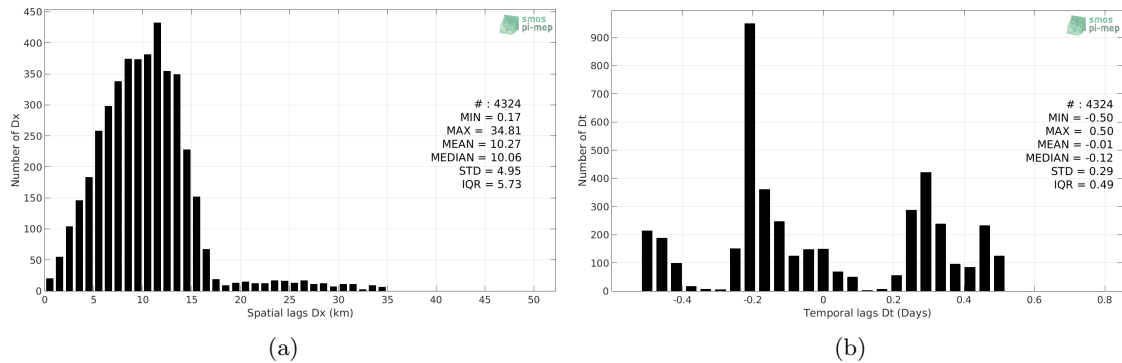 450
400
350
300
250
200
150
100
50
0
Number of Dx
0 5 10 15 20 25 30 35 40 45 50
Spatial lags Dx (km)
smos
pi-mep
# : 4324
MIN = 0.17
MAX = 34.81
MEAN = 10.27
MEDIAN = 10.06
STD = 4.95
IQR = 5.73
(a)
900
800
700
600
500
400
300
200
100
0
Number of Dt
-0.4 -0.2 0 0.2 0.4 0.6 0.8
Temporal lags Dt (Days)
smos
pi-mep
# : 4324
MIN = -0.50
MAX = 0.50
MEAN = -0.01
MEDIAN = -0.12
STD = 0.29
IQR = 0.49
(b)